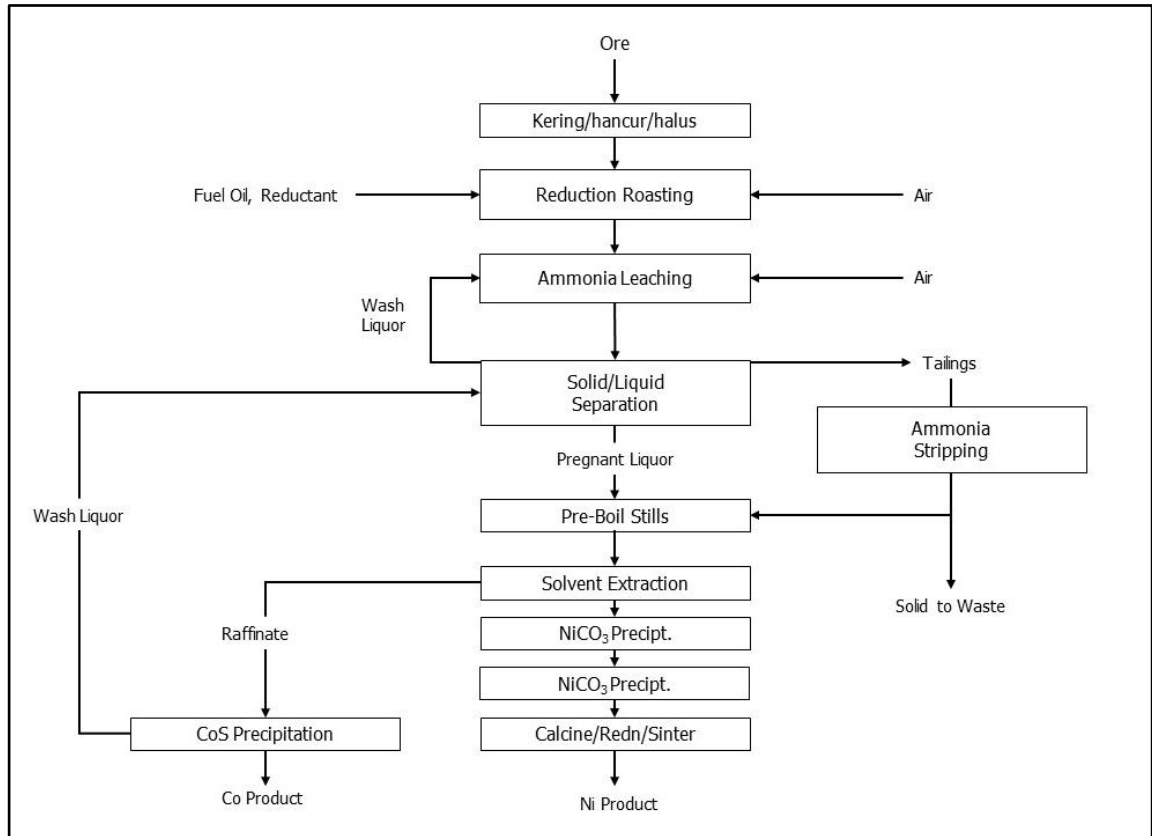 Ore
Kering/hancur/halus
Fuel Oil, Reductant
Reduction Roasting
Air
Ammonia Leaching
Air
Wash
Liquor
Solid/Liquid
Separation
Tailings
Ammonia
Stripping
Pregnant Liquor
Wash Liquor
Pre-Boil Stills
Solvent Extraction
Solid to Waste
Raffinate
NiCO₃ Precipt.
NiCO₃ Precipt.
CoS Precipitation
Calcine/Redn/Sinter
Co Product
Ni Product